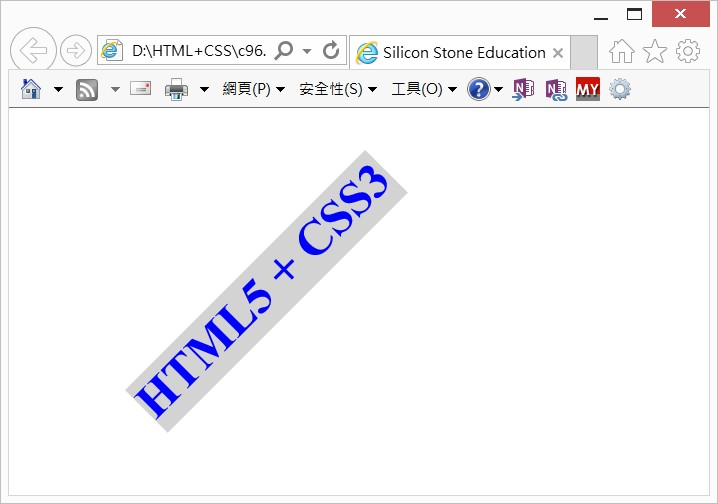 D:\HTML+CSS\c96.
Silicon Stone Education
網頁(P) 安全性(S) 工具(O) ? N N MY
HTML5 + CSS3